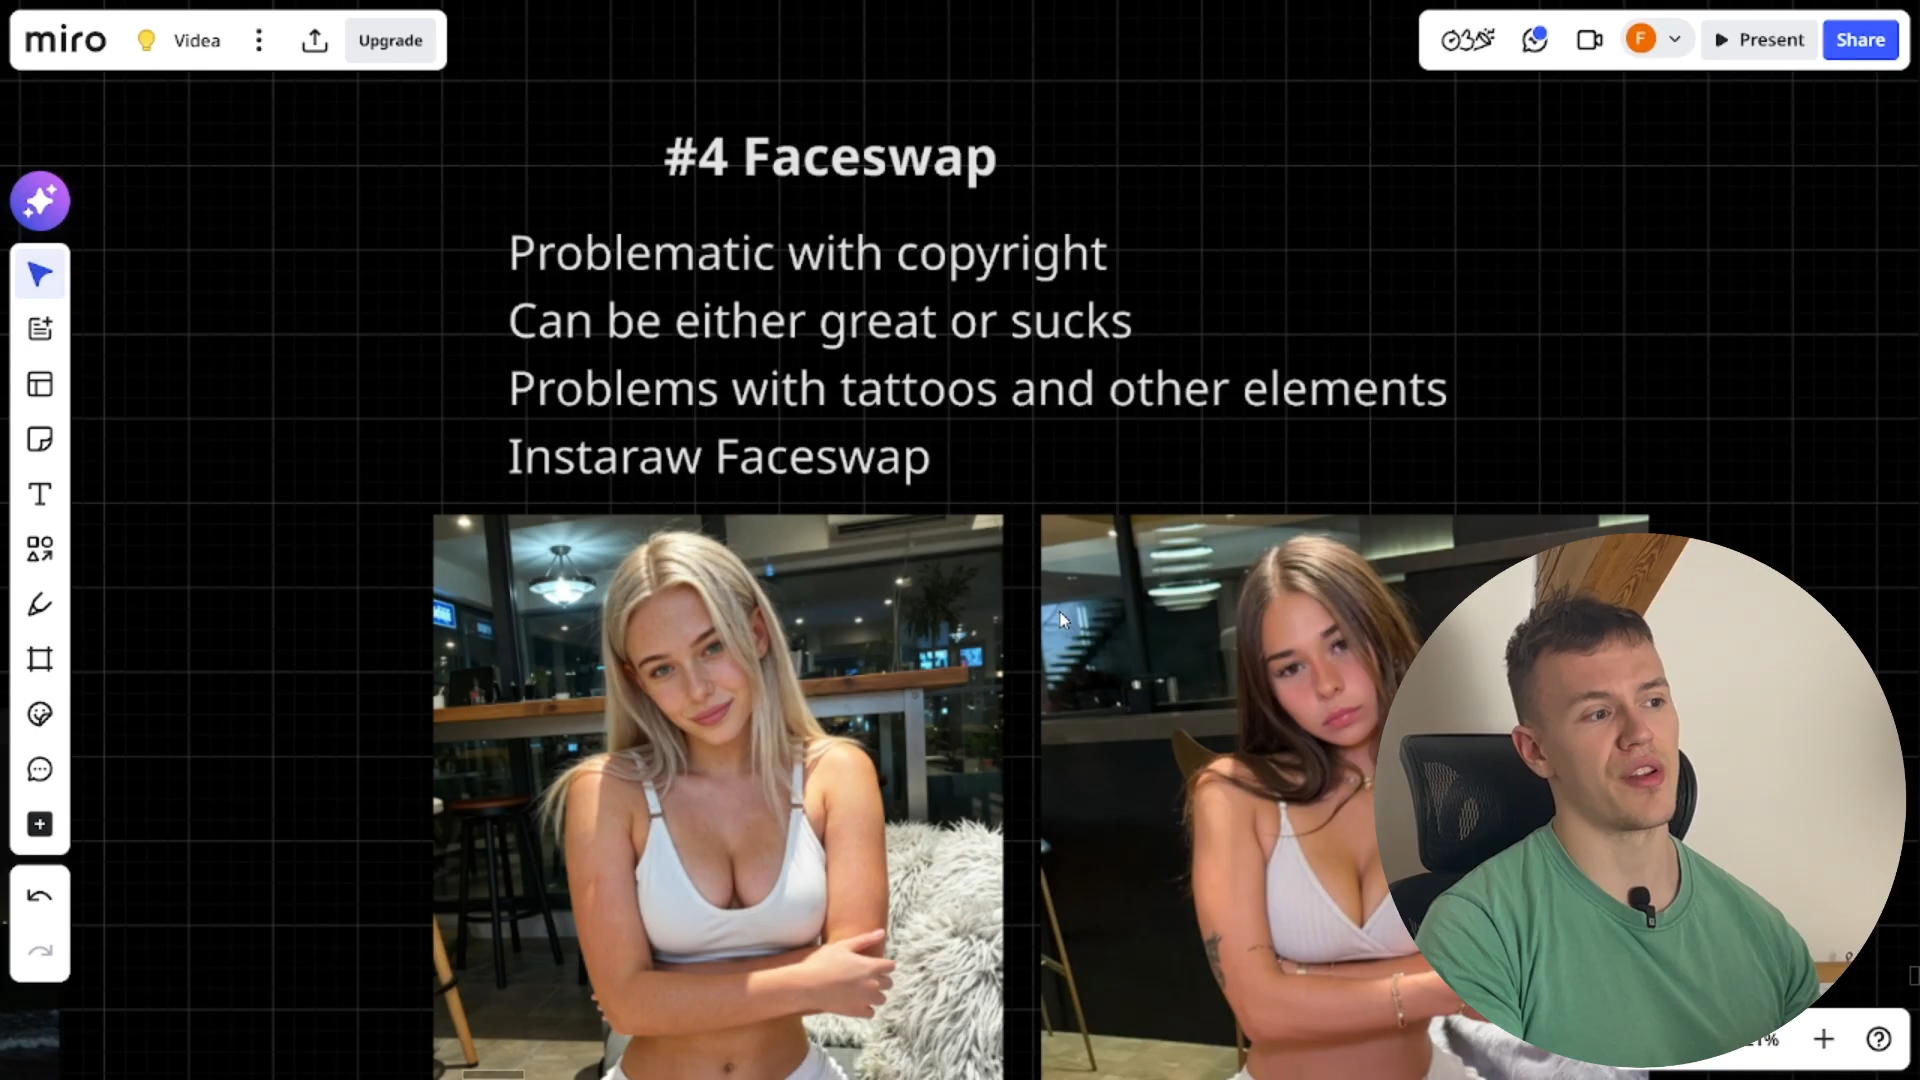 miro
Videa
Upgrade
F
Present
Share
#4 Faceswap
Problematic with copyright
Can be either great or sucks
Problems with tattoos and other elements
Instaraw Faceswap